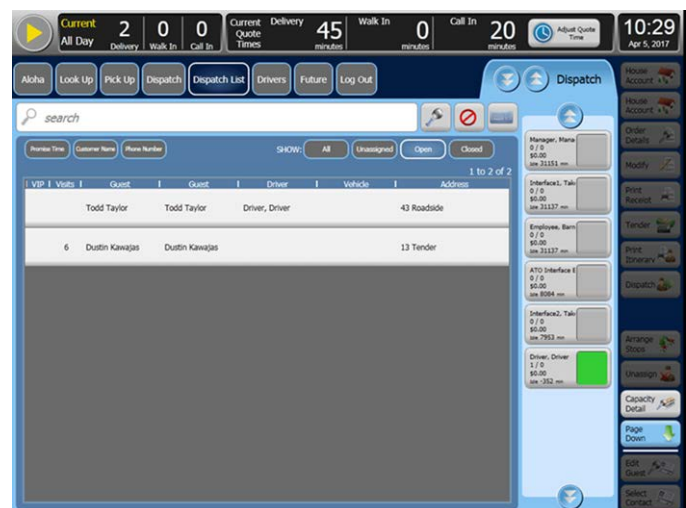 Current
All Day
2
Delivery
0
Walk In
0
Call In
Current
Quote
Times
Delivery
45
minutes
Walk In
0
minutes
Call In
20
minutes
Adjust Quote
Time
10:29
Apr 5, 2017
Aloha
Look Up
Pick Up
Dispatch
Dispatch List
Drivers
Future
Log Out
Dispatch
search
Promise Time
Customer Name
Phone Number
SHOW:
All
Unassigned
Open
Closed
1 to 2 of 2
VIP Visits Guest Guest Driver Vehicle Address
Todd Taylor Todd Taylor Driver, Driver 43 Roadside
6 Dustin Kawajas Dustin Kawajas 13 Tender
Manager, Mana
0 / 0
$0.00
31151
Interface1, Tak
0 / 0
$0.00
31137
Employee, Barn
0 / 0
$0.00
31137
ATO Interface E
0 / 0
$0.00
8084
Interface2, Tak
0 / 0
$0.00
7953
Driver, Driver
1 / 0
$0.00
-352
House
Account
House
Account
Order
Details
Modify
Print
Receipt
Tender
Print
Itinerary
Dispatch
Arrange
Stops
Unassign
Capacity
Detail
Page
Down
Edit
Guest
Select
Contact